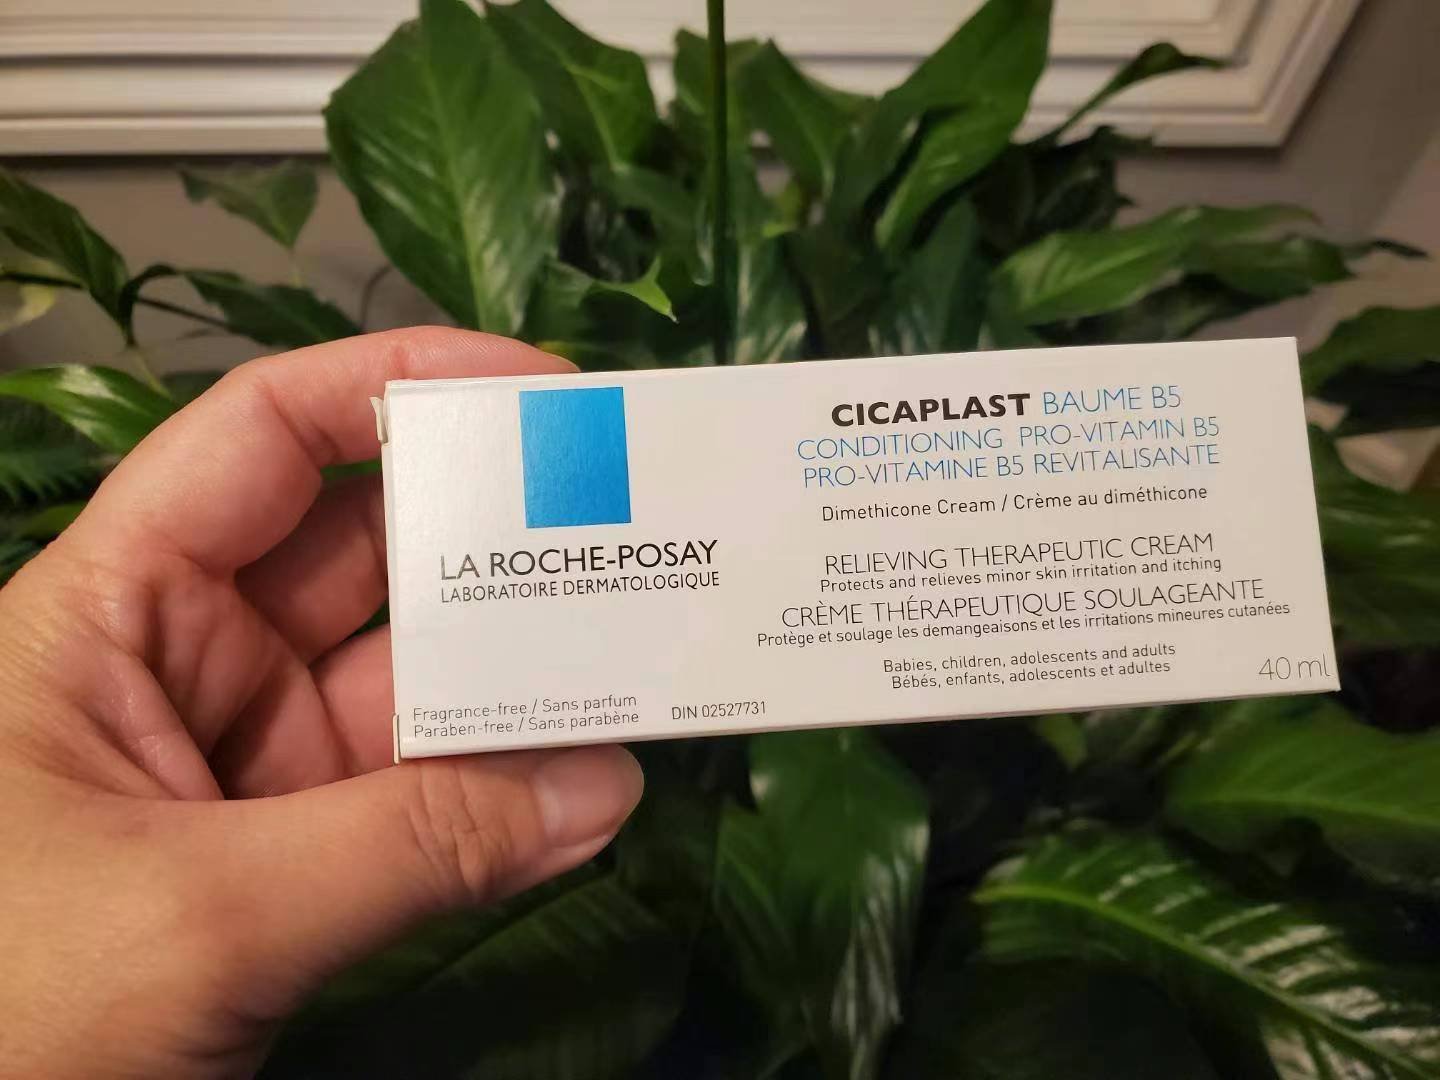 LA ROCHE-POSAY
LABORATOIRE DERMATOLOGIQUE
Fragrance-free / Sans parfum
Paraben-free / Sans parabène
DIN 02527731
CICAPLAST BAUME B5
CONDITIONING PRO-VITAMIN B5
PRO-VITAMINE B5 REVITALISANTE
Dimethicone Cream / Crème au diméthicone
RELIEVING THERAPEUTIC CREAM
Protects and relieves minor skin irritation and itching
CRÈME THÉRAPEUTIQUE SOULAGEANTE
Protège et soulage les demangeaisons et les irritations mineures cutanées
Babies, children, adolescents and adults
Bébés, enfants, adolescents et adultes
40 ml